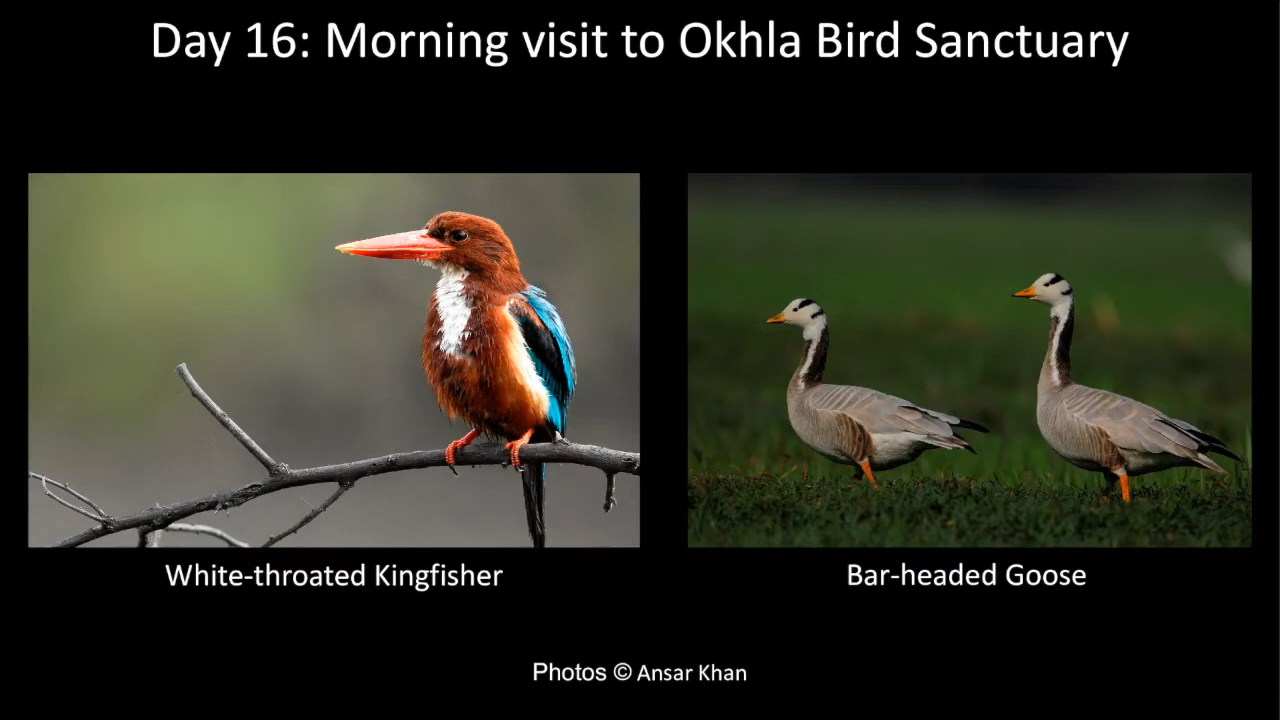 Day 16: Morning visit to Okhla Bird Sanctuary
White-throated Kingfisher
Bar-headed Goose
Photos © Ansar Khan